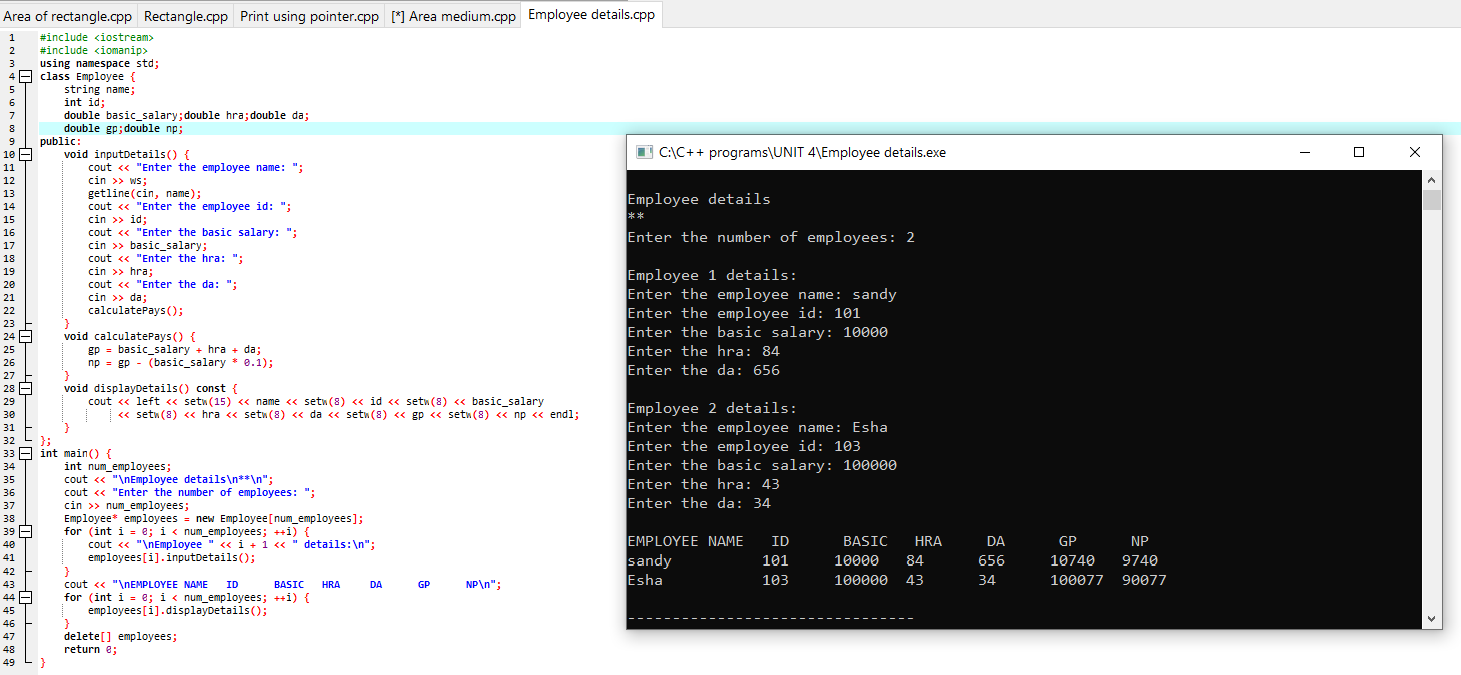 Area of rectangle.cpp Rectangle.cpp Print using pointer.cpp [*] Area medium.cpp Employee details.cpp
1 #include <iostream>
2 #include <iomanip>
3 using namespace std;
4 class Employee {
5 string name;
6 int id;
7 double basic_salary;double hra;double da;
8 double gp;double np;
9 public:
10 void inputDetails() {
11 cout << "Enter the employee name: ";
12 cin >> ws;
13 getline(cin, name);
14 cout << "Enter the employee id: ";
15 cin >> id;
16 cout << "Enter the basic salary: ";
17 cin >> basic_salary;
18 cout << "Enter the hra: ";
19 cin >> hra;
20 cout << "Enter the da: ";
21 cin >> da;
22 calculatePays();
23 }
24 void calculatePays() {
25 gp = basic_salary + hra + da;
26 np = gp - (basic_salary * 0.1);
27 }
28 void displayDetails() const {
29 cout << left << setw(15) << name << setw(8) << id << setw(8) << basic_salary
30 << setw(8) << hra << setw(8) << da << setw(8) << gp << setw(8) << np << endl;
31 }
32 };
33 int main() {
34 int num_employees;
35 cout << "\nEmployee details\n**\n";
36 cout << "Enter the number of employees: ";
37 cin >> num_employees;
38 Employee* employees = new Employee[num_employees];
39 for (int i = 0; i < num_employees; ++i) {
40 cout << "\nEmployee " << i + 1 << " details:\n";
41 employees[i].inputDetails();
42 }
43 cout << "\nEMPLOYEE NAME   ID      BASIC   HRA     DA      GP      NP\n";
44 for (int i = 0; i < num_employees; ++i) {
45 employees[i].displayDetails();
46 }
47 delete[] employees;
48 return 0;
49 }
C:\C++ programs\UNIT 4\Employee details.exe
Employee details
**
Enter the number of employees: 2
Employee 1 details:
Enter the employee name: sandy
Enter the employee id: 101
Enter the basic salary: 10000
Enter the hra: 84
Enter the da: 656
Employee 2 details:
Enter the employee name: Esha
Enter the employee id: 103
Enter the basic salary: 100000
Enter the hra: 43
Enter the da: 34
EMPLOYEE NAME   ID      BASIC   HRA     DA      GP      NP
sandy          101     10000   84      656     10740   9740
Esha           103     100000  43      34      100077  90077
--------------------------------